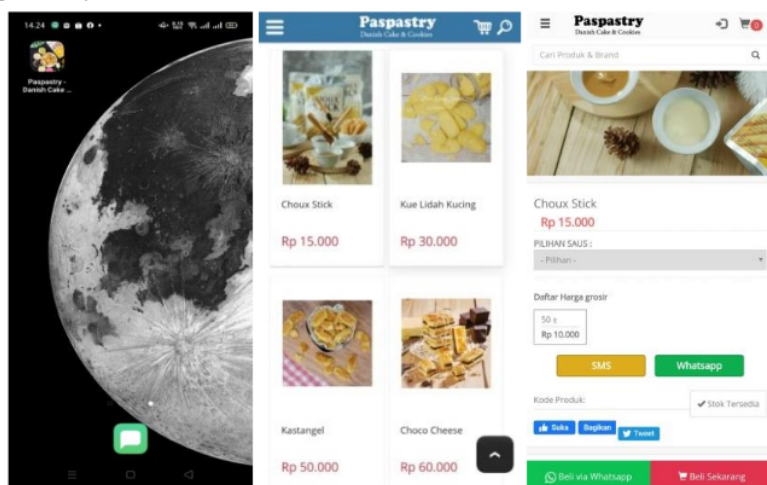 14.24
Paspastry -
Danish Cake ...
Paspastry
Danish Cake & Cookies
CHOUX
STICK
Choux Stick
Kue Lidah Kucing
Rp 15.000
Rp 30.000
Kastangel
Choco Cheese
Rp 50.000
Rp 60.000
Paspastry
Danish Cake & Cookies
0
Cari Produk & Brand
Choux Stick
Rp 15.000
PILIHAN SAUS :
- Pilihan -
Daftar Harga grosir
50 ≥
Rp 10.000
SMS
Whatsapp
Kode Produk:
Stok Tersedia
Suka
Bagikan
Tweet
Beli via Whatsapp
Beli Sekarang